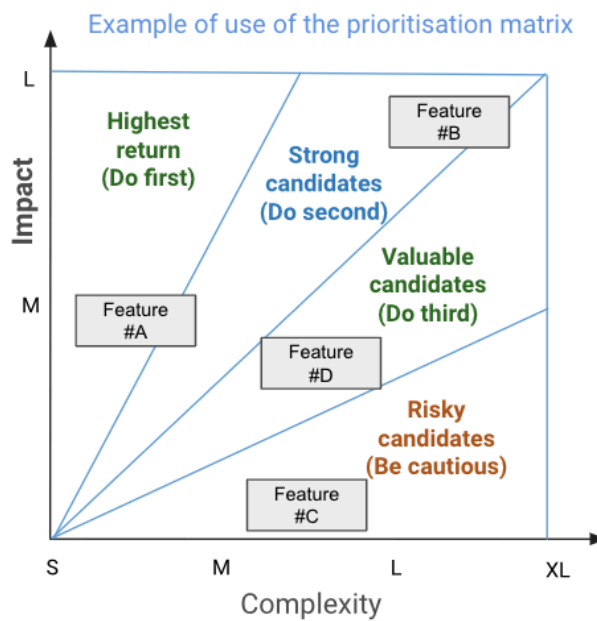 Example of use of the prioritisation matrix
L
Feature
#B
Highest
return
(Do first)
Strong
candidates
(Do second)
Impact
Valuable
candidates
(Do third)
M
Feature
#A
Feature
#D
Risky
candidates
(Be cautious)
Feature
#C
S
M
L
XL
Complexity